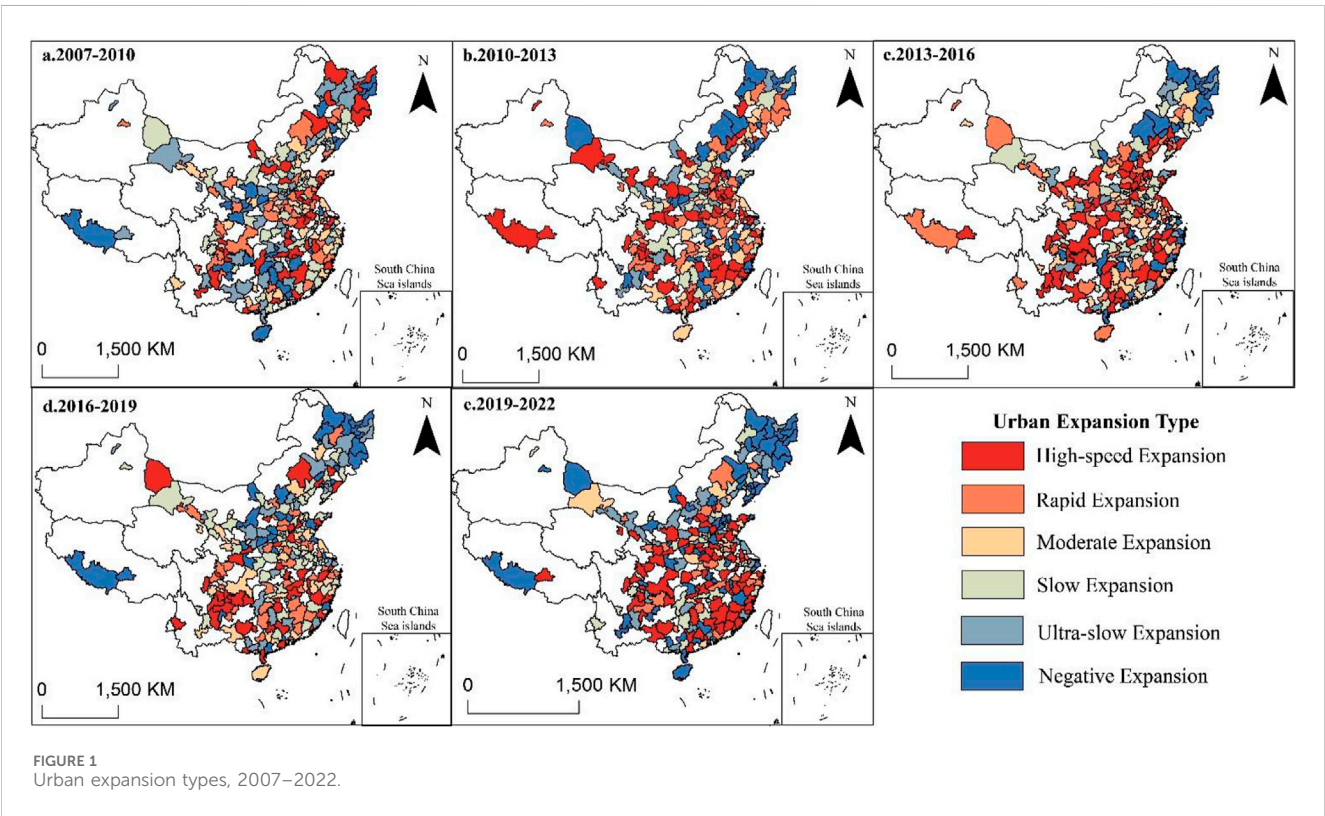 a.2007-2010
N
South China
Sea islands
0 1,500 KM
b.2010-2013
N
South China
Sea islands
0 1,500 KM
c.2013-2016
N
South China
Sea islands
0 1,500 KM
d.2016-2019
N
South China
Sea islands
0 1,500 KM
c.2019-2022
N
South China
Sea islands
0 1,500 KM
Urban Expansion Type
High-speed Expansion
Rapid Expansion
Moderate Expansion
Slow Expansion
Ultra-slow Expansion
Negative Expansion
FIGURE 1
Urban expansion types, 2007–2022.